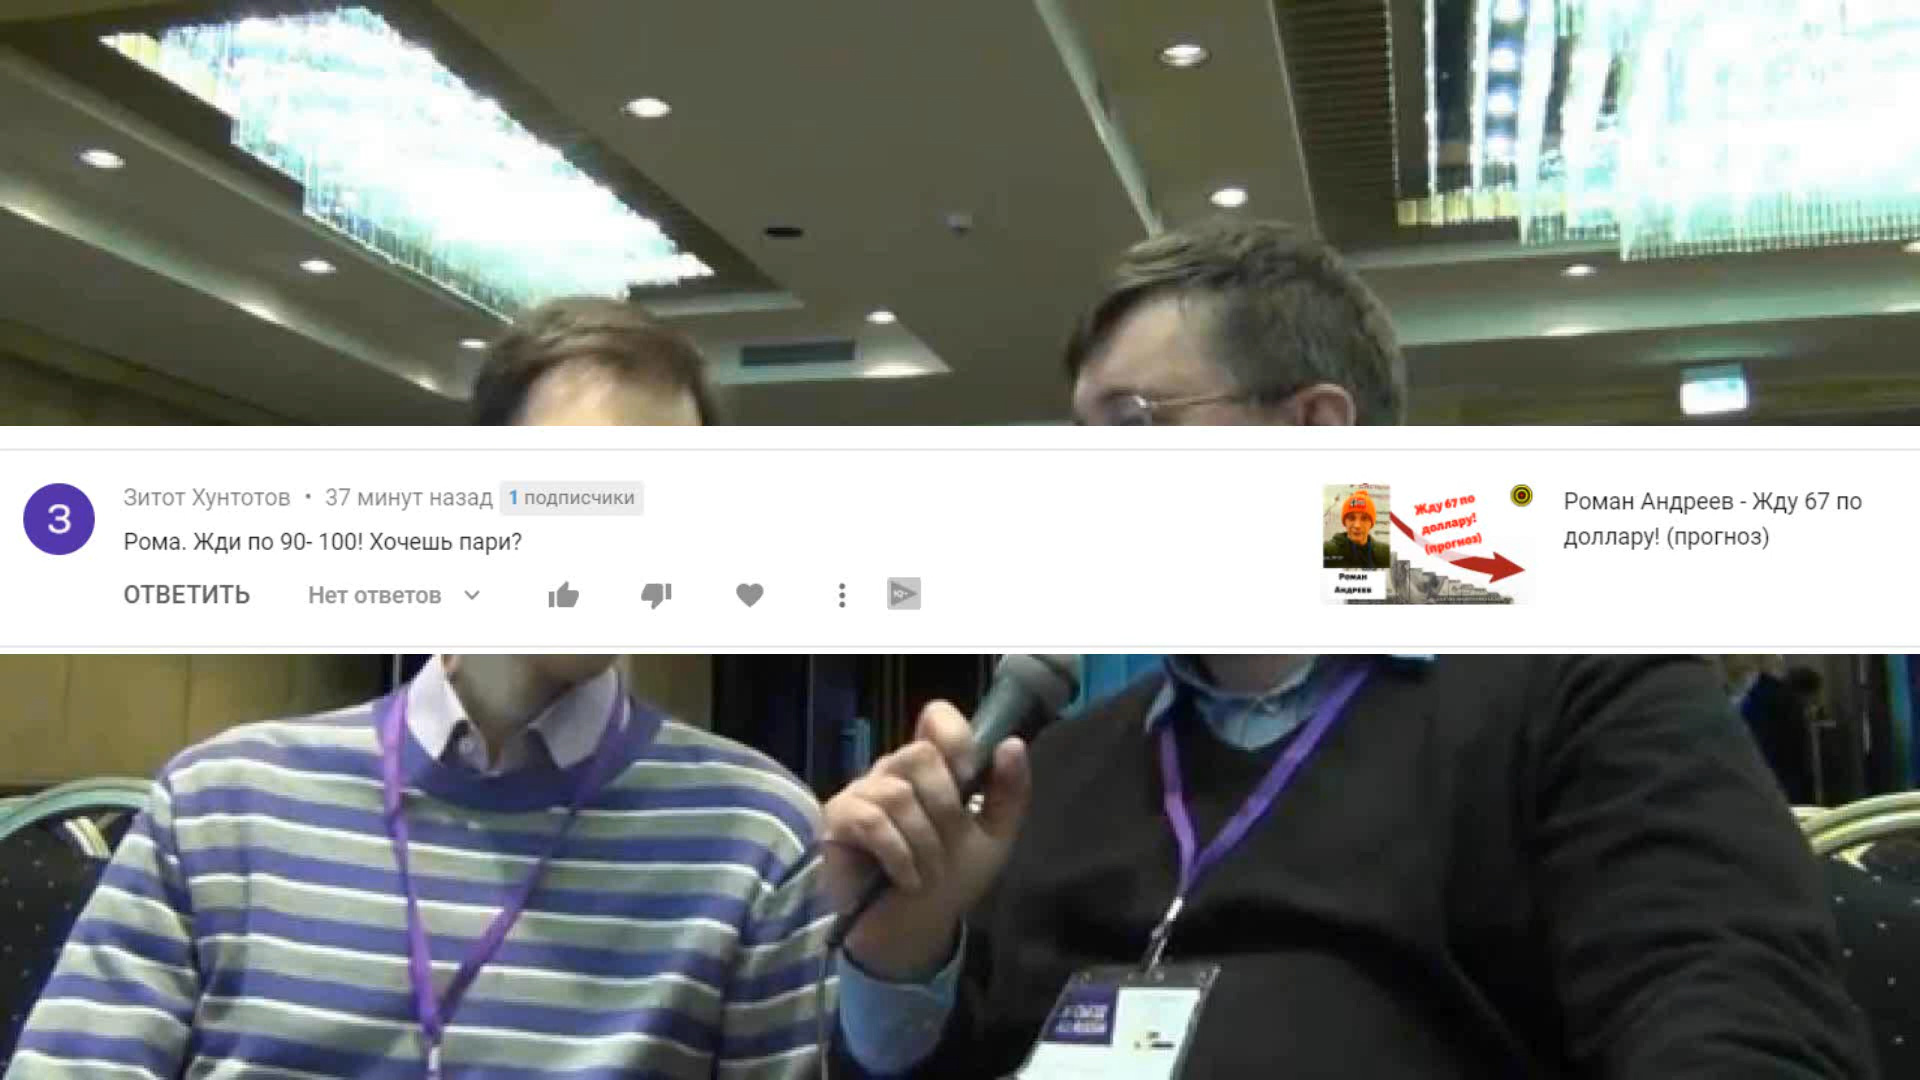 Зитот Хунтотов • 37 минут назад 1 подписчики
Рома. Жди по 90- 100! Хочешь пари?
ОТВЕТИТЬ Нет ответов
З
Жду 67 по
доллару!
(прогноз)
Роман
Андреев
Роман Андреев - Жду 67 по
доллару! (прогноз)